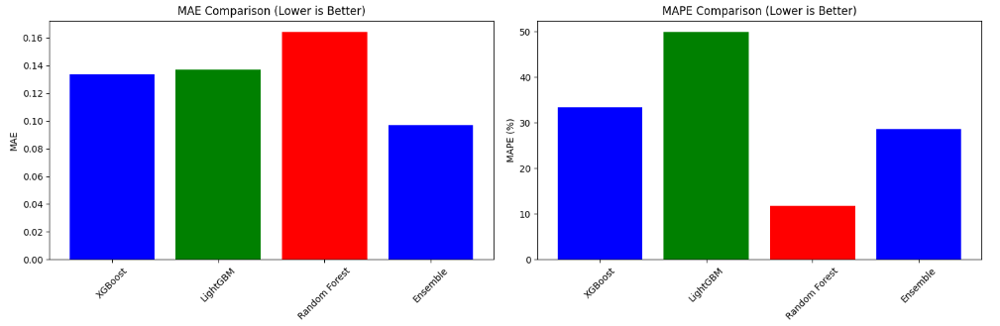 MAE Comparison (Lower is Better)
MAE
0.16
0.14
0.12
0.10
0.08
0.06
0.04
0.02
0.00
XGBoost
LightGBM
Random Forest
Ensemble
MAPE Comparison (Lower is Better)
MAPE (%)
50
40
30
20
10
0
XGBoost
LightGBM
Random Forest
Ensemble